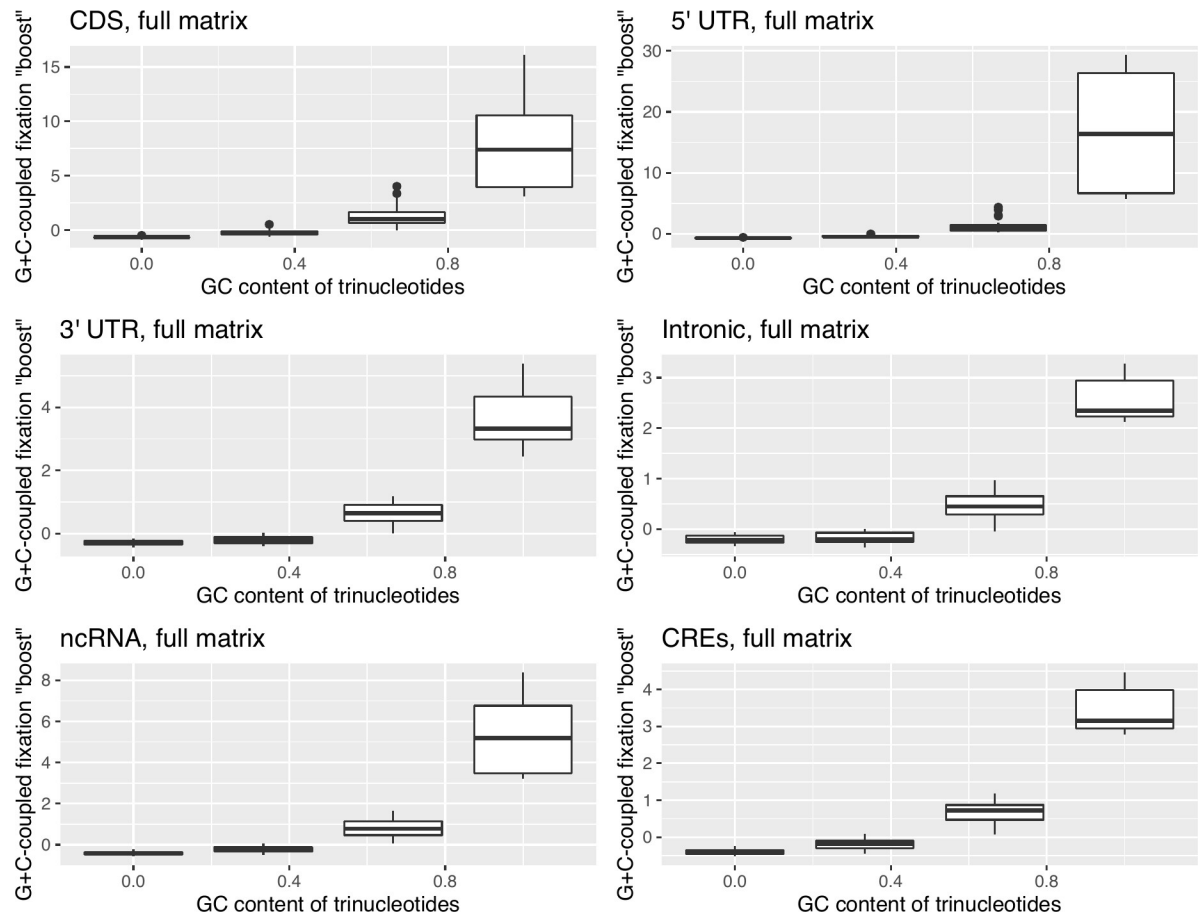 CDS, full matrix
G+C-coupled fixation "boost"
15
10
5
0
0.0
0.4
0.8
GC content of trinucleotides
5' UTR, full matrix
G+C-coupled fixation "boost"
30
20
10
0
0.0
0.4
0.8
GC content of trinucleotides
3' UTR, full matrix
G+C-coupled fixation "boost"
4
2
0
0.0
0.4
0.8
GC content of trinucleotides
Intronic, full matrix
G+C-coupled fixation "boost"
3
2
1
0
0.0
0.4
0.8
GC content of trinucleotides
ncRNA, full matrix
G+C-coupled fixation "boost"
8
6
4
2
0
0.0
0.4
0.8
GC content of trinucleotides
CREs, full matrix
G+C-coupled fixation "boost"
4
3
2
1
0
0.0
0.4
0.8
GC content of trinucleotides